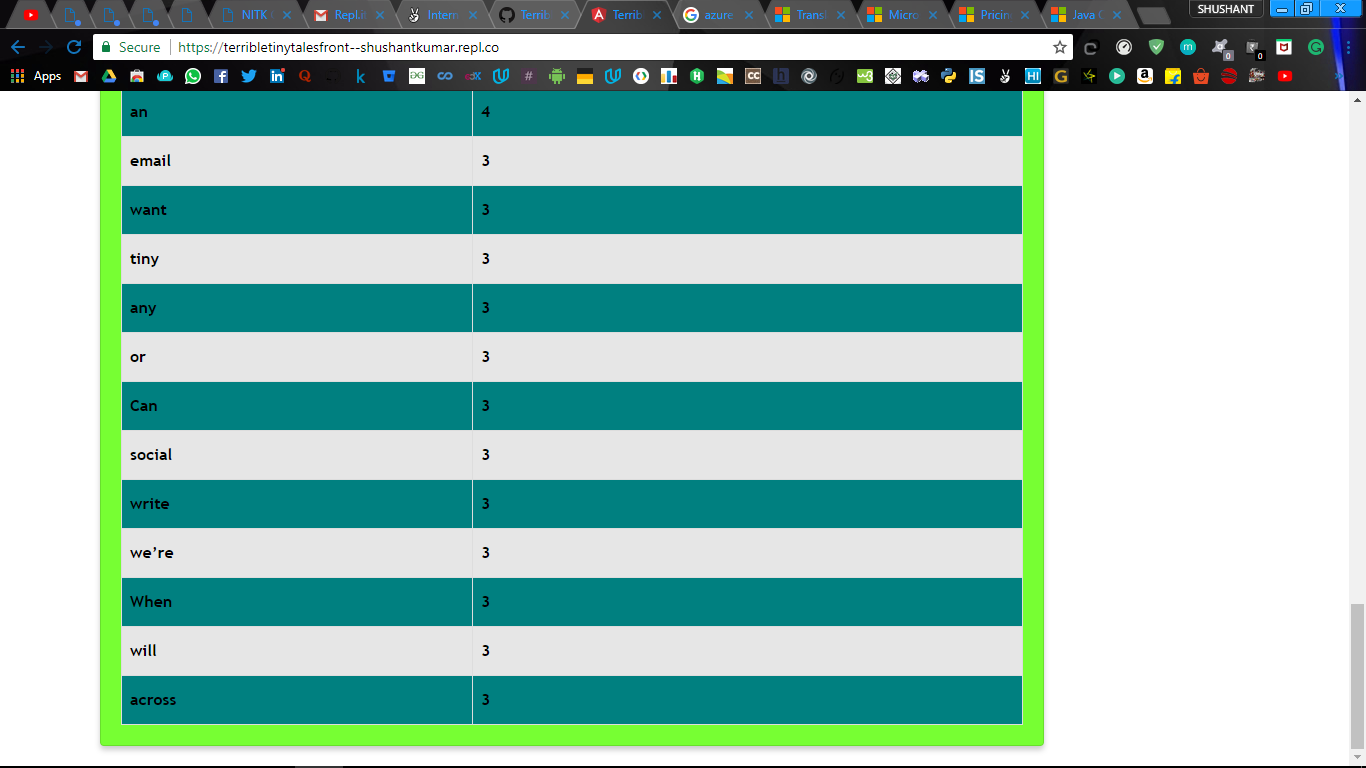 NITK
Repl.i
Intern
Terrib
Terrib
azure
Transl
Micro
Pricin
Java
SHUSHANT
Secure https://terribletinytalesfront--shushantkumar.repl.co
Apps
an 4
email 3
want 3
tiny 3
any 3
or 3
Can 3
social 3
write 3
we’re 3
When 3
will 3
across 3